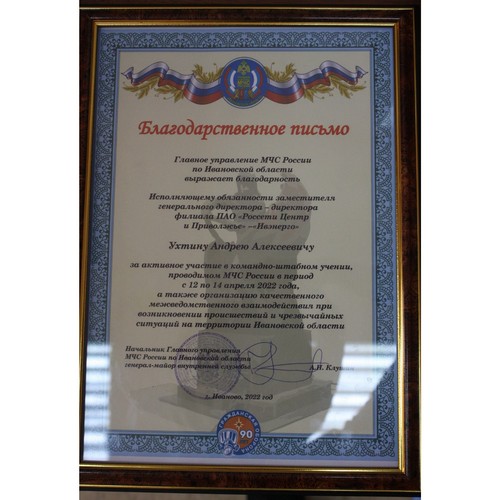 Благодарственное письмо
Главное управление МЧС России
по Ивановской области
выражает благодарность
Исполняющему обязанности заместителя
генерального директора – директора
филиала ПАО «Россети Центр
и Приволжье» –«Ивэнерго»
Ухтину Андрею Алексеевичу
за активное участие в командно-штабном учении,
проводимом МЧС России в период
с 12 по 14 апреля 2022 года,
а также организацию качественного
межведомственного взаимодействия при
возникновении происшествий и чрезвычайных
ситуаций на территории Ивановской области
Начальник Главного управления
МЧС России по Ивановской области
генерал-майор внутренней службы
А.Н.
г. Иваново, 2022 год
90